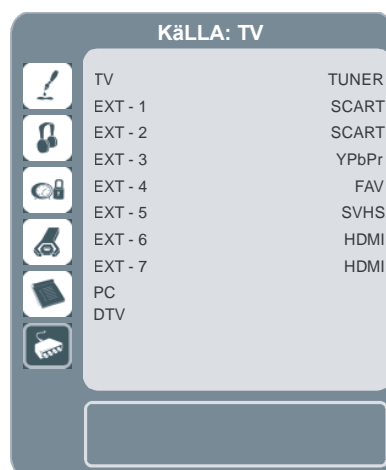 KäLLA: TV
TV TUNER
EXT - 1 SCART
EXT - 2 SCART
EXT - 3 YPbPr
EXT - 4 FAV
EXT - 5 SVHS
EXT - 6 HDMI
EXT - 7 HDMI
PC
DTV